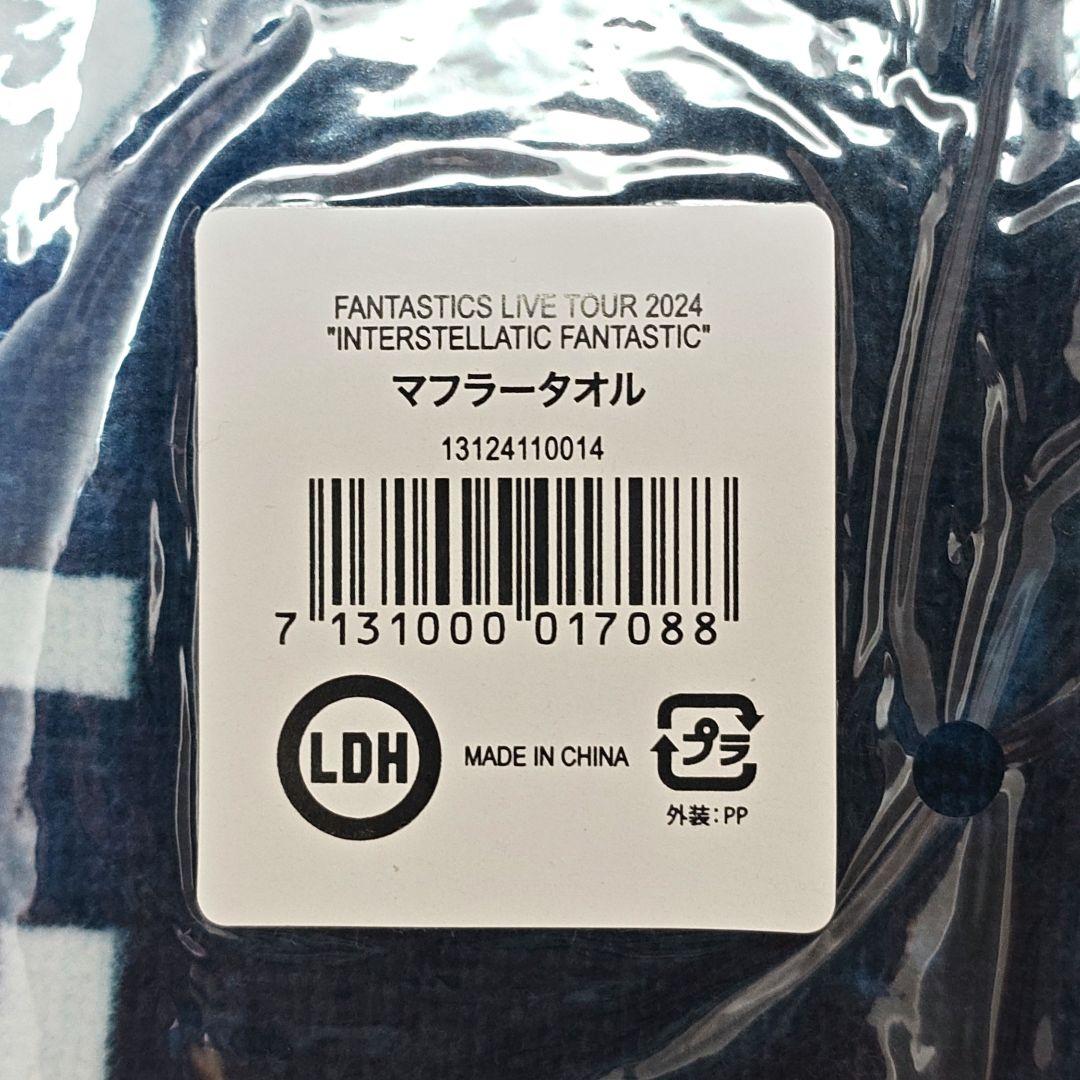 FANTASTICS LIVE TOUR 2024
"INTERSTELLATIC FANTASTIC"
マフラータオル
13124110014
7 131000 017088
LDH
MADE IN CHINA
プラ
外装:PP